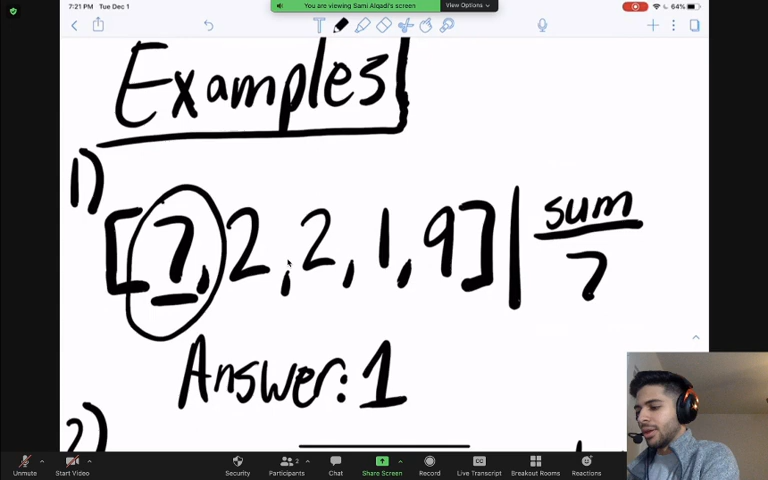 7:21 PM Tue Dec 1
You are viewing Sami Alqadi's screen
View Options
64%
T
Examples
1)
[7, 2, 2, 1, 9] | sum
7
Answer: 1
2)
Unmute
Start Video
Security
2
Participants
Chat
Share Screen
Record
CC
Live Transcript
Breakout Rooms
Reactions